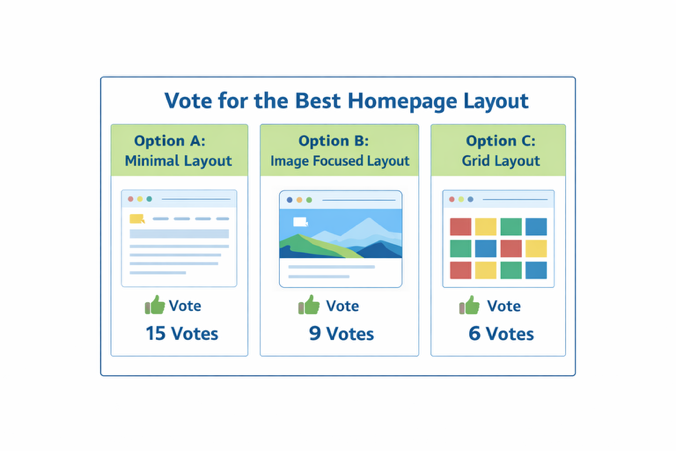 Vote for the Best Homepage Layout
Option A:
Minimal Layout
Vote
15 Votes
Option B:
Image Focused Layout
Vote
9 Votes
Option C:
Grid Layout
Vote
6 Votes